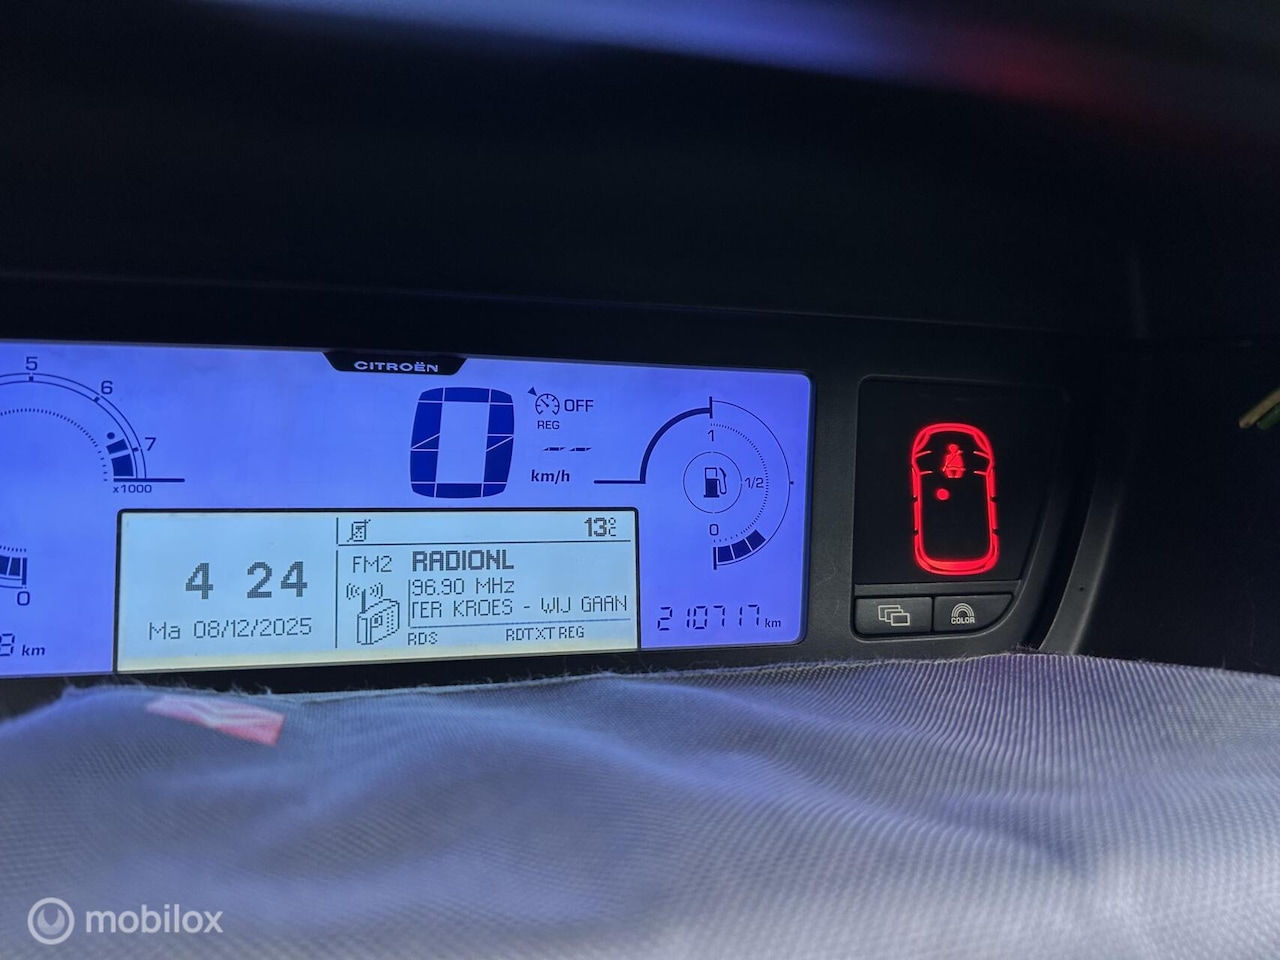 CITROËN
5
6
7
x1000
0
OFF
REG
km/h
1
1/2
0
13°
4 24
Ma 08/12/2025
FM2
RADIONL
96.90 MHz
TER KROES - WIJ GAAN
RDS
RDTXT REG
km
210717 km
COLOR
mobilox